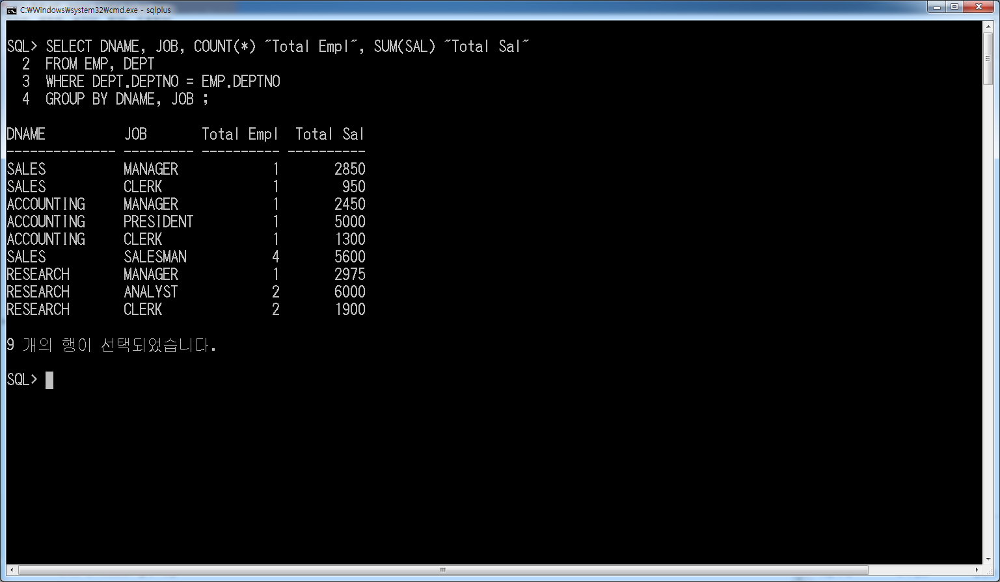 C:₩Windows₩system32₩cmd.exe - sqlplus
SQL> SELECT DNAME, JOB, COUNT(*) "Total Empl", SUM(SAL) "Total Sal"
  2  FROM EMP, DEPT
  3  WHERE DEPT.DEPTNO = EMP.DEPTNO
  4  GROUP BY DNAME, JOB ;
DNAME          JOB       Total Empl  Total Sal
-------------- --------- ---------- ----------
SALES          MANAGER            1       2850
SALES          CLERK              1        950
ACCOUNTING     MANAGER            1       2450
ACCOUNTING     PRESIDENT          1       5000
ACCOUNTING     CLERK              1       1300
SALES          SALESMAN           4       5600
RESEARCH       MANAGER            1       2975
RESEARCH       ANALYST            2       6000
RESEARCH       CLERK              2       1900
9 개의 행이 선택되었습니다.
SQL>